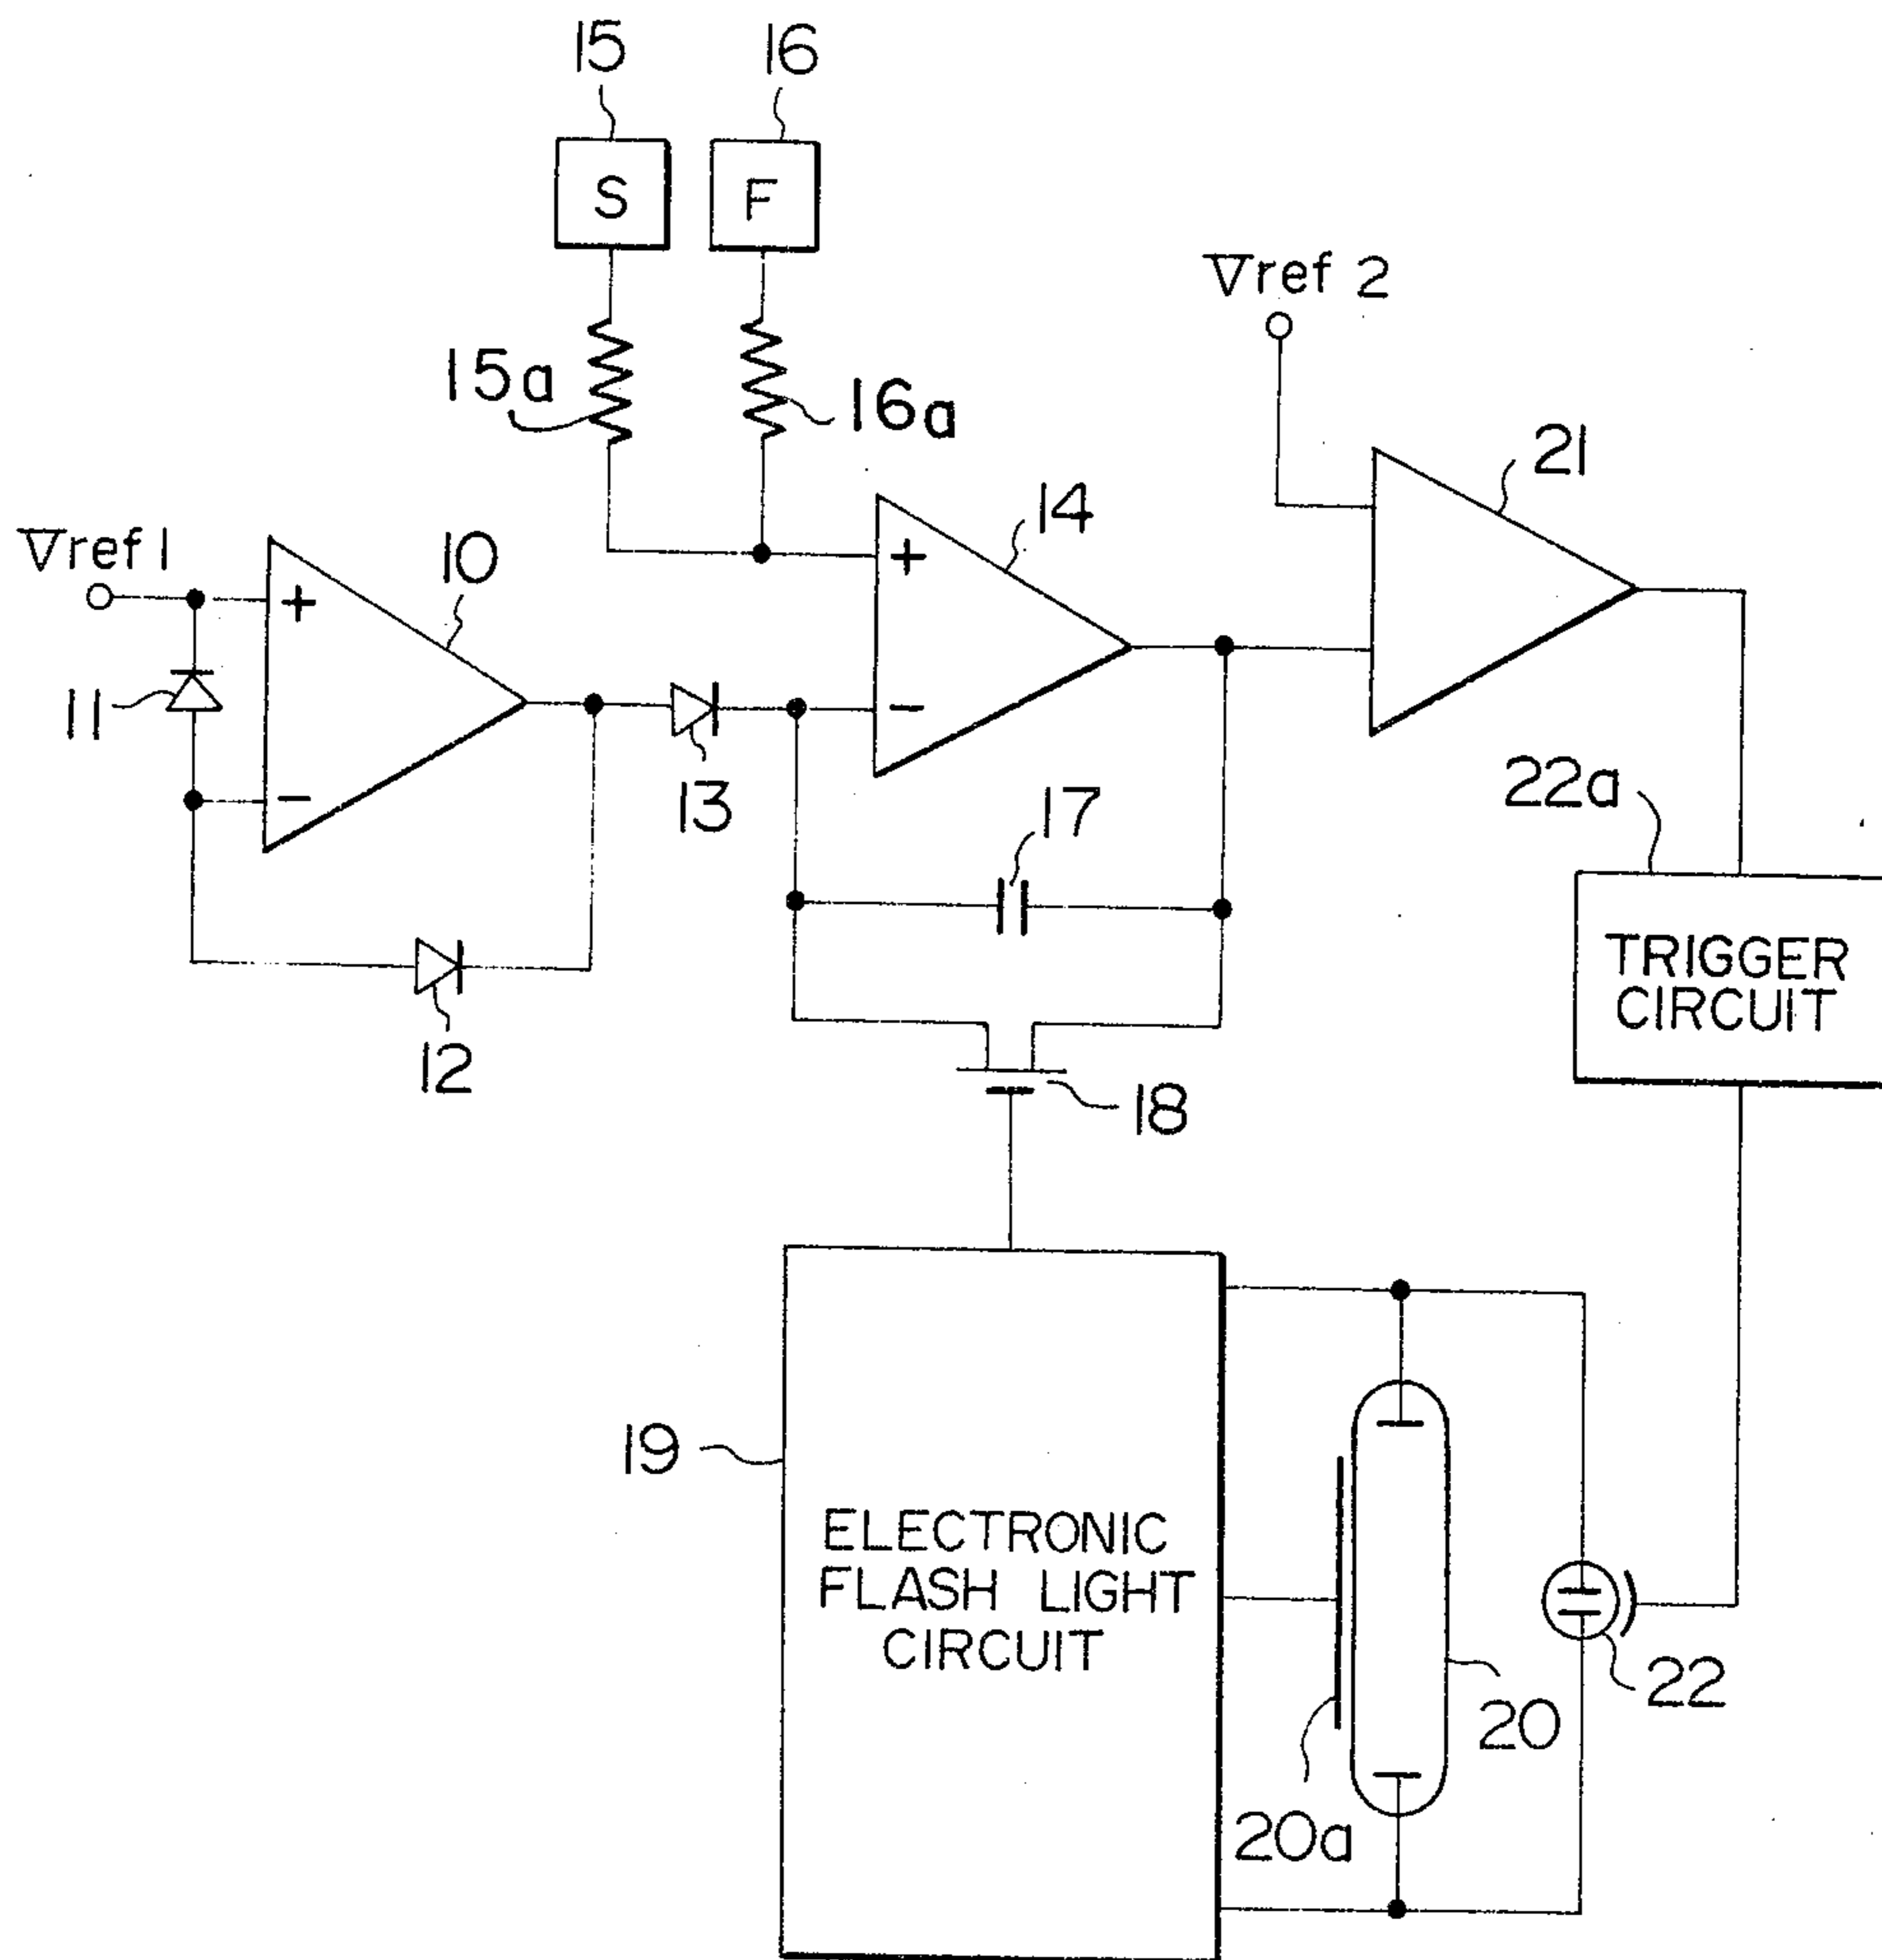 15
16
S
F
Vref 2
15a
16a
21
Vref 1
10
+
14
+
11
-
-
13
17
22a
TRIGGER
CIRCUIT
12
18
19
ELECTRONIC
FLASH LIGHT
CIRCUIT
22
20
20a